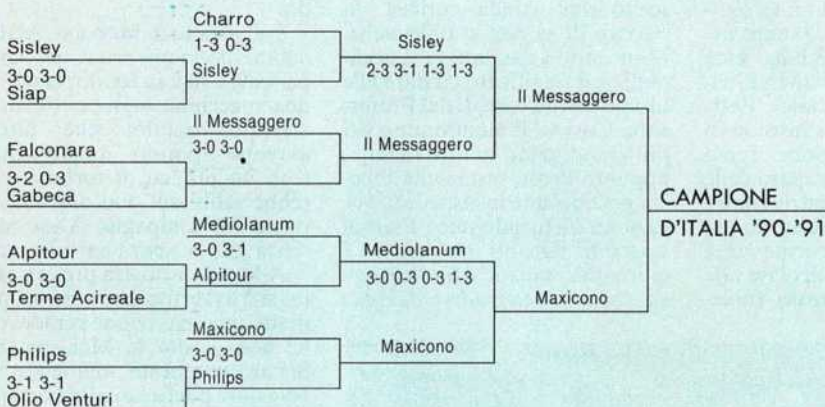 Sisley
3-0 3-0
Siap
Falconara
3-2 0-3
Gabeca
Alpitour
3-0 3-0
Terme Acireale
Philips
3-1 3-1
Olio Venturi
Charro
1-3 0-3
Sisley
Il Messaggero
3-0 3-0
Mediolanum
3-0 3-1
Alpitour
Maxicono
3-0 3-0
Philips
Sisley
2-3 3-1 1-3 1-3
Il Messaggero
Mediolanum
3-0 0-3 0-3 1-3
Maxicono
Il Messaggero
Maxicono
CAMPIONE
D'ITALIA '90-'91